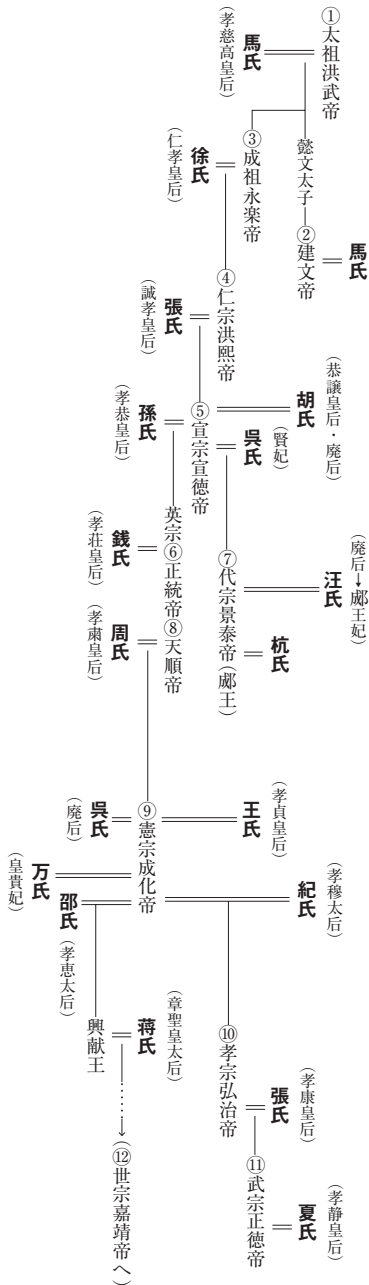 ①太祖洪武帝
馬氏
(孝慈高皇后)
懿文太子
②建文帝
馬氏
③成祖永楽帝
徐氏
(仁孝皇后)
④仁宗洪熙帝
張氏
(誠孝皇后)
⑤宣宗宣徳帝
胡氏
(恭譲皇后・廃后)
呉氏
(賢妃)
孫氏
(孝恭皇后)
英宗⑥正統帝
⑧天順帝
銭氏
(孝荘皇后)
周氏
(孝粛皇后)
⑦代宗景泰帝(郕王)
汪氏
(廃后→郕王妃)
杭氏
⑨憲宗成化帝
王氏
(孝貞皇后)
呉氏
(廃后)
万氏
(皇貴妃)
邵氏
(孝恵太后)
紀氏
(孝穆太后)
興献王
蒋氏
(章聖皇太后)
(⑫世宗嘉靖帝へ)
⑩孝宗弘治帝
張氏
(孝康皇后)
⑪武宗正徳帝
夏氏
(孝静皇后)